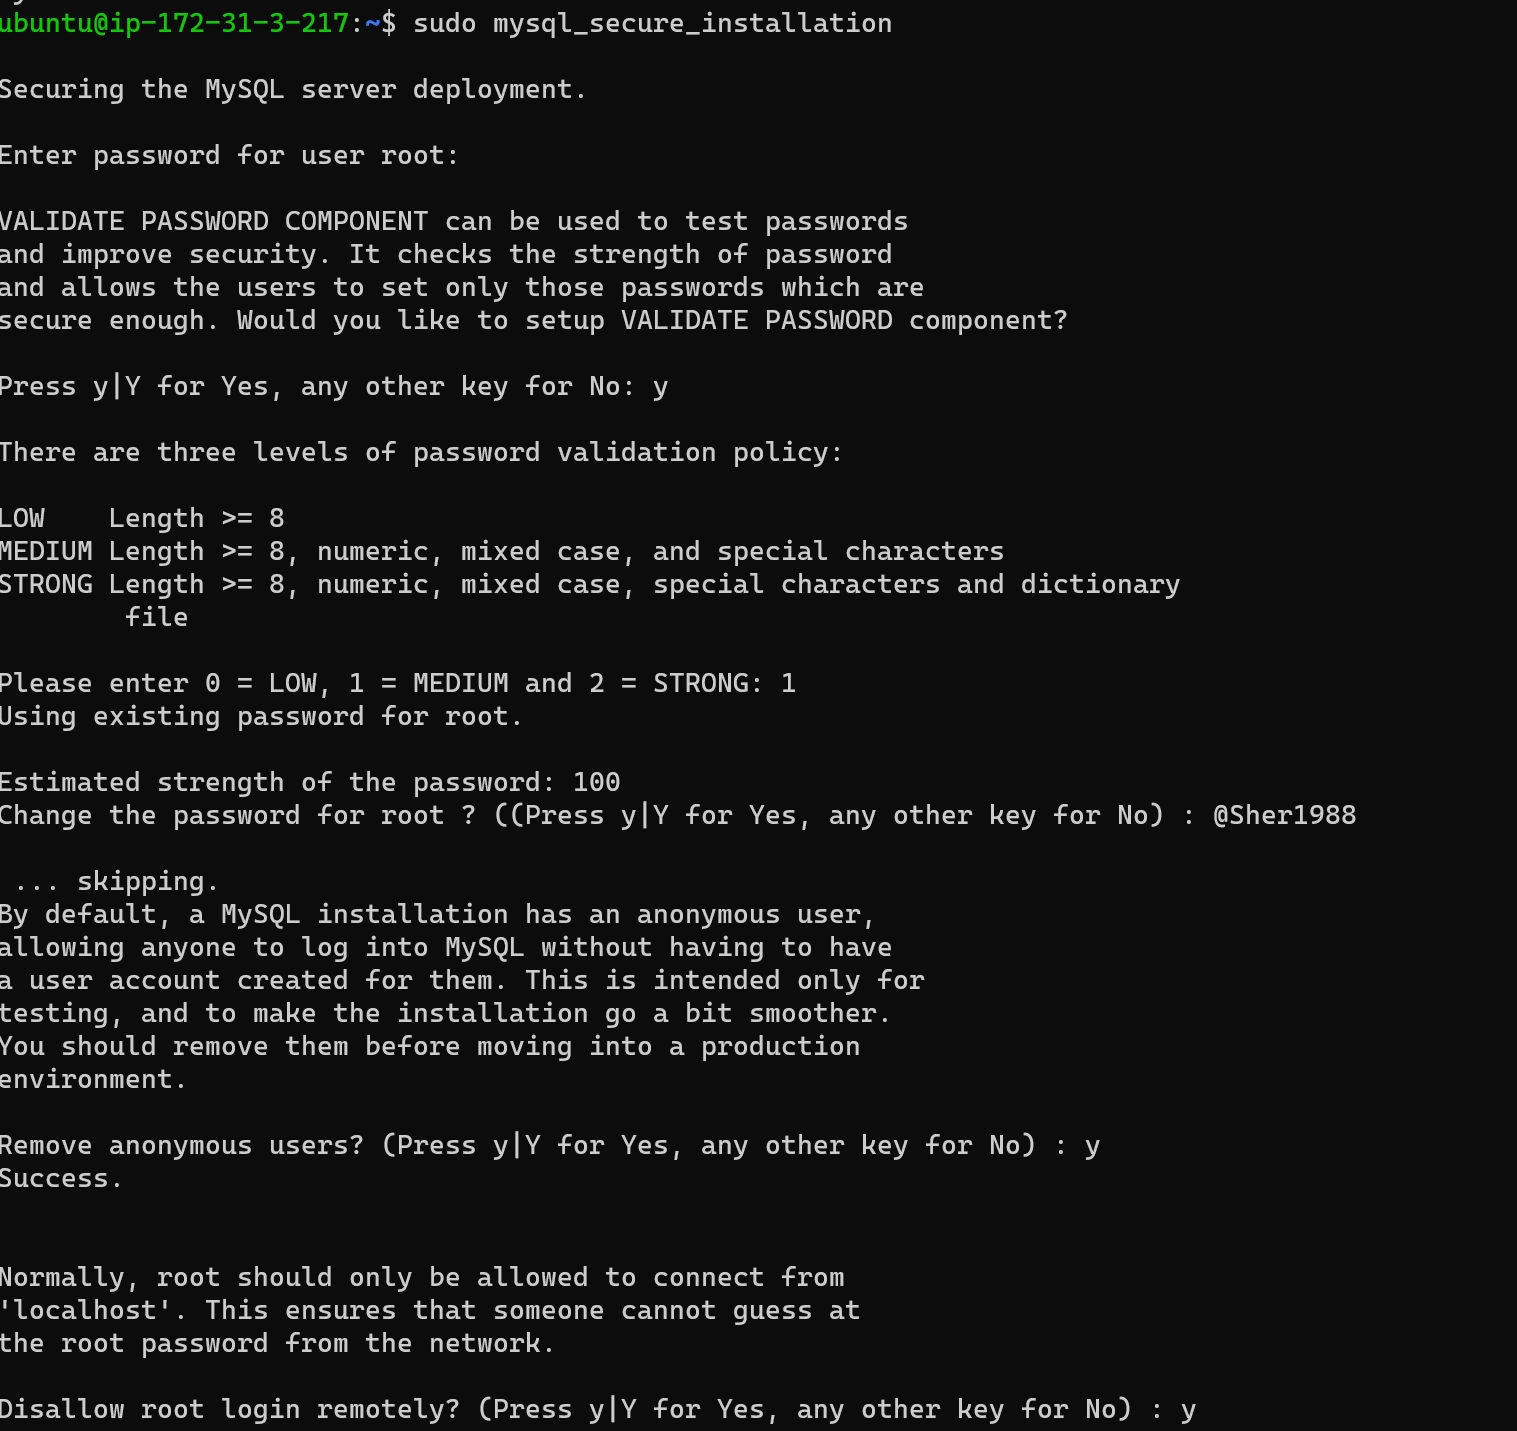 ubuntu@ip-172-31-3-217:~$ sudo mysql_secure_installation
Securing the MySQL server deployment.
Enter password for user root:
VALIDATE PASSWORD COMPONENT can be used to test passwords
and improve security. It checks the strength of password
and allows the users to set only those passwords which are
secure enough. Would you like to setup VALIDATE PASSWORD component?
Press y|Y for Yes, any other key for No: y
There are three levels of password validation policy:
LOW    Length >= 8
MEDIUM Length >= 8, numeric, mixed case, and special characters
STRONG Length >= 8, numeric, mixed case, special characters and dictionary
file
Please enter 0 = LOW, 1 = MEDIUM and 2 = STRONG: 1
Using existing password for root.
Estimated strength of the password: 100
Change the password for root ? ((Press y|Y for Yes, any other key for No) : @Sher1988
... skipping.
By default, a MySQL installation has an anonymous user,
allowing anyone to log into MySQL without having to have
a user account created for them. This is intended only for
testing, and to make the installation go a bit smoother.
You should remove them before moving into a production
environment.
Remove anonymous users? (Press y|Y for Yes, any other key for No) : y
Success.
Normally, root should only be allowed to connect from
'localhost'. This ensures that someone cannot guess at
the root password from the network.
Disallow root login remotely? (Press y|Y for Yes, any other key for No) : y